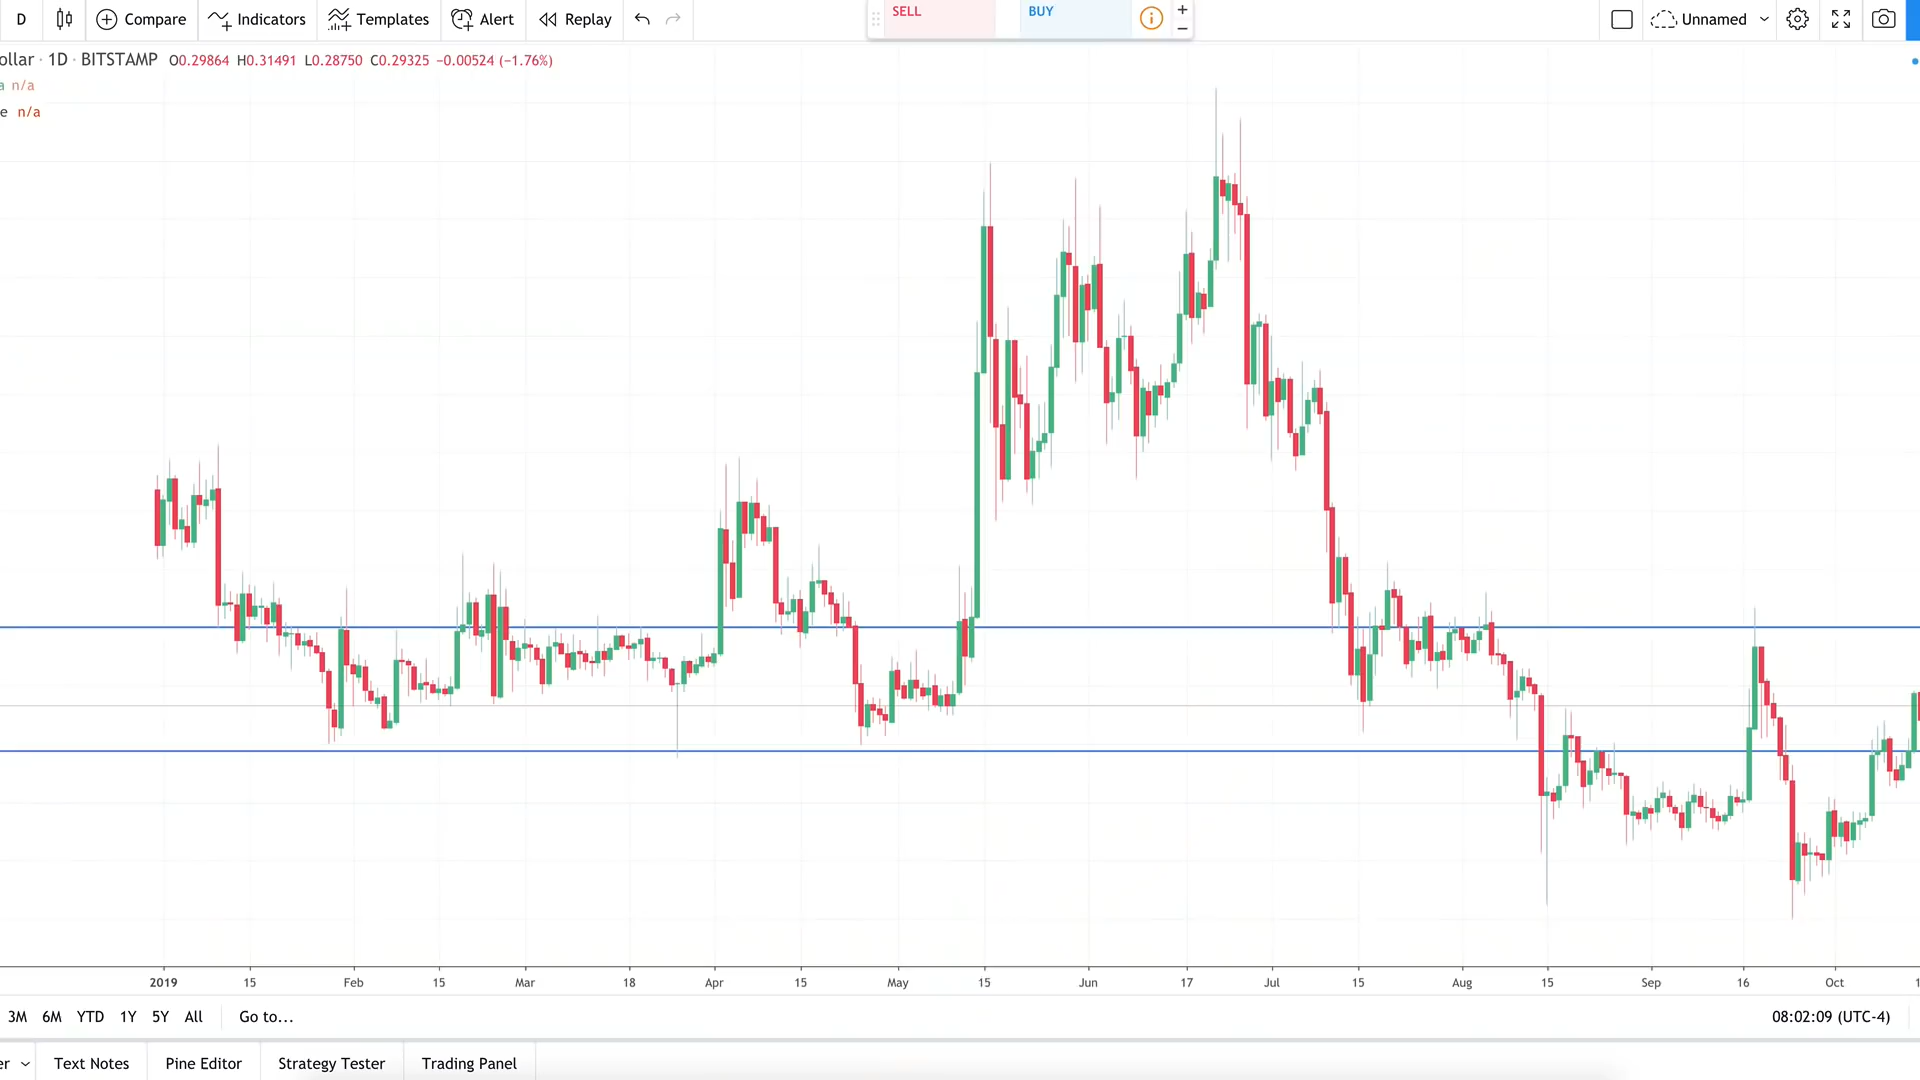 D Compare Indicators Templates Alert Replay SELL BUY Unnamed
ollar · 1D · BITSTAMP O0.29864 H0.31491 L0.28750 C0.29325 −0.00524 (−1.76%)
a n/a
e n/a
2019 15 Feb 15 Mar 18 Apr 15 May 15 Jun 17 Jul 15 Aug 15 Sep 16 Oct 1
3M 6M YTD 1Y 5Y All Go to... 08:02:09 (UTC-4)
er Text Notes Pine Editor Strategy Tester Trading Panel